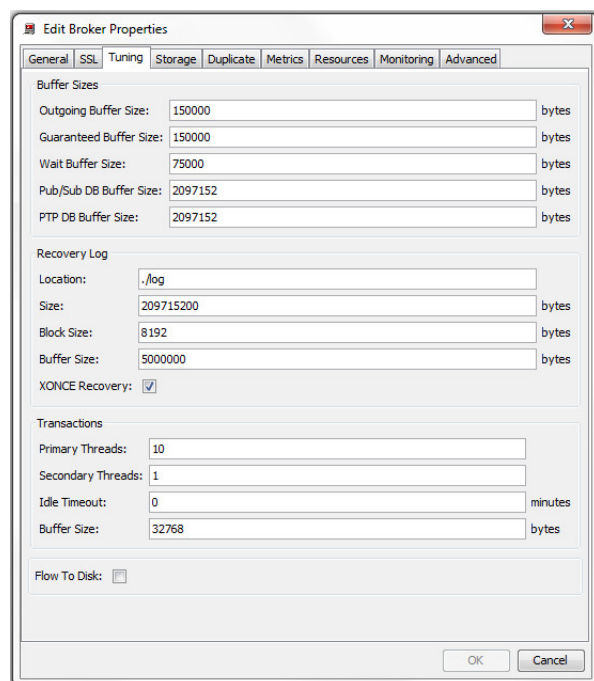 Edit Broker Properties
General SSL Tuning Storage Duplicate Metrics Resources Monitoring Advanced
Buffer Sizes
Outgoing Buffer Size: 150000 bytes
Guaranteed Buffer Size: 150000 bytes
Wait Buffer Size: 75000 bytes
Pub/Sub DB Buffer Size: 2097152 bytes
PTP DB Buffer Size: 2097152 bytes
Recovery Log
Location: ./log
Size: 209715200 bytes
Block Size: 8192 bytes
Buffer Size: 5000000 bytes
XONCE Recovery:
Transactions
Primary Threads: 10
Secondary Threads: 1
Idle Timeout: 0 minutes
Buffer Size: 32768 bytes
Flow To Disk:
OK Cancel